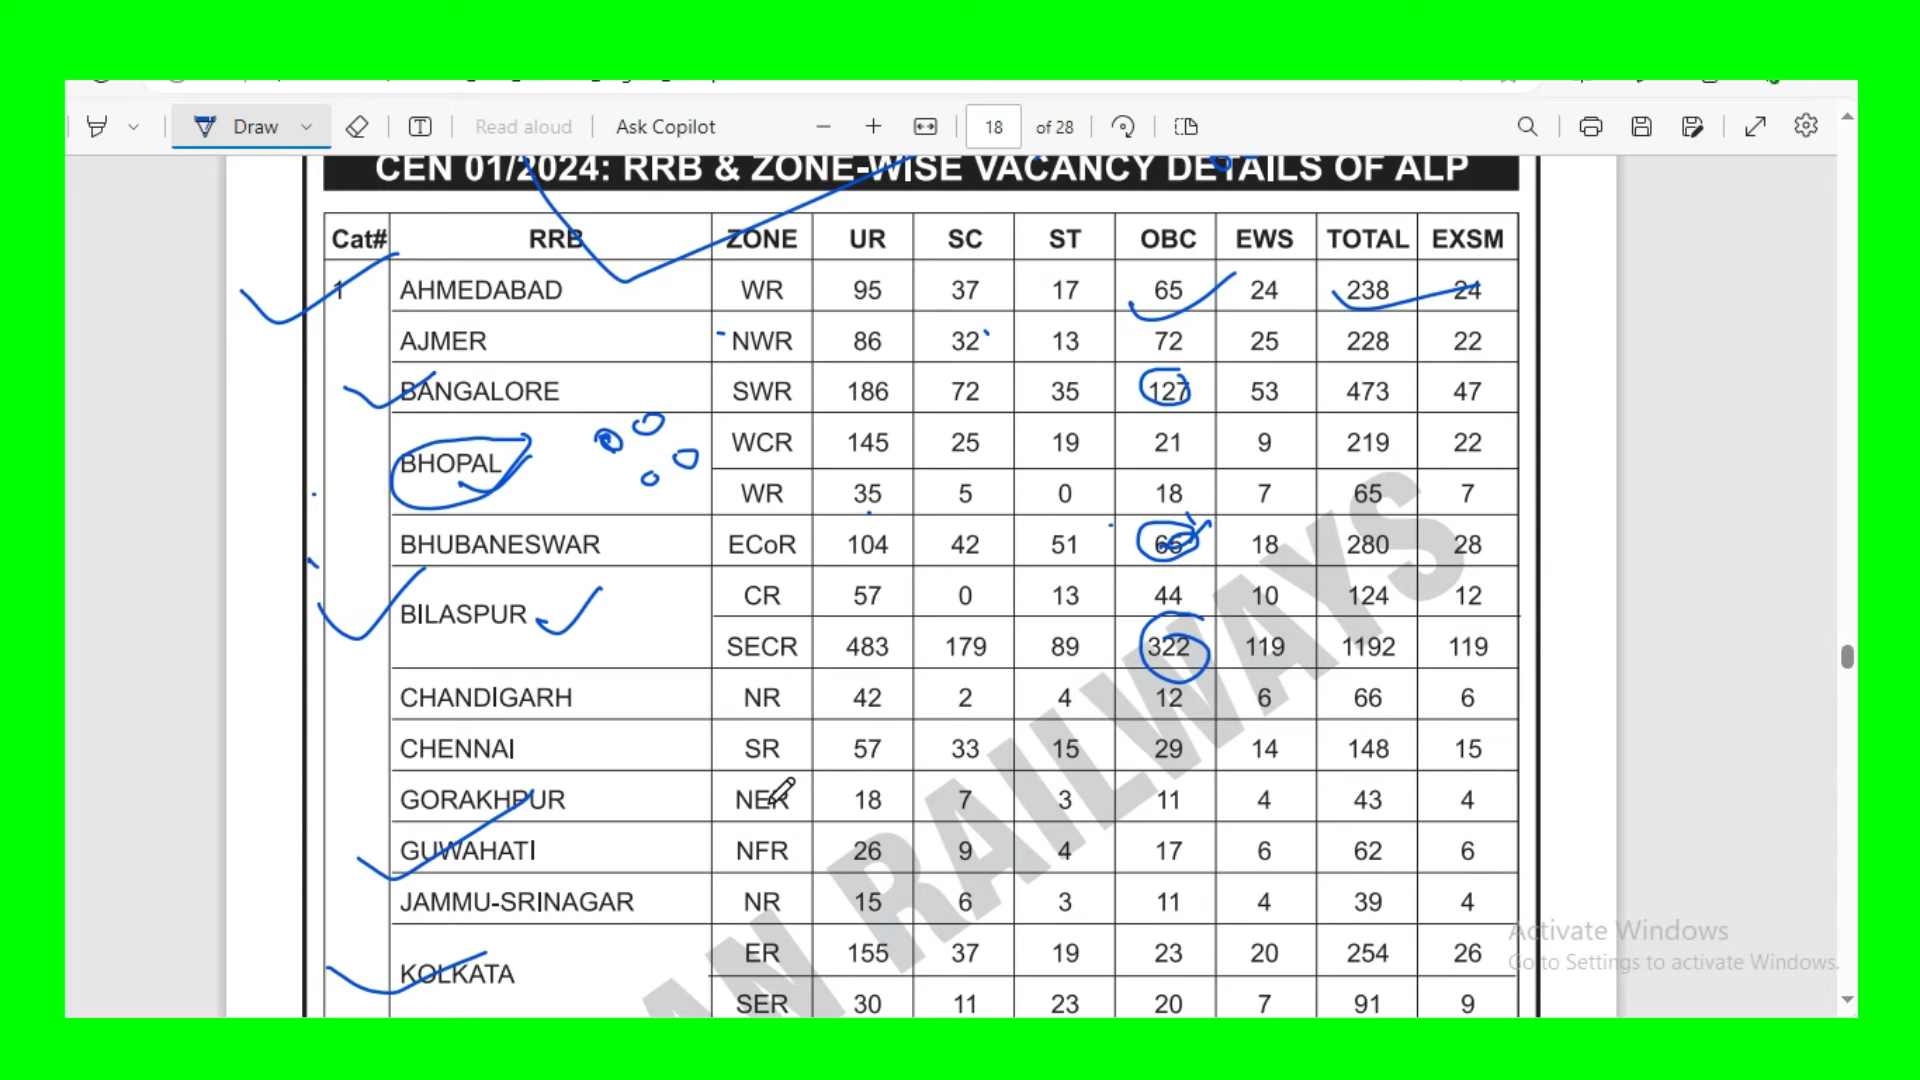 Draw
Read aloud
Ask Copilot
18
of 28
CEN 01/2024: RRB & ZONE-WISE VACANCY DETAILS OF ALP
Cat# RRB ZONE UR SC ST OBC EWS TOTAL EXSM
1 AHMEDABAD WR 95 37 17 65 24 238 24
AJMER NWR 86 32 13 72 25 228 22
BANGALORE SWR 186 72 35 127 53 473 47
BHOPAL WCR 145 25 19 21 9 219 22
WR 35 5 0 18 7 65 7
BHUBANESWAR ECoR 104 42 51 65 18 280 28
BILASPUR CR 57 0 13 44 10 124 12
SECR 483 179 89 322 119 1192 119
CHANDIGARH NR 42 2 4 12 6 66 6
CHENNAI SR 57 33 15 29 14 148 15
GORAKHPUR NER 18 7 3 11 4 43 4
GUWAHATI NFR 26 9 4 17 6 62 6
JAMMU-SRINAGAR NR 15 6 3 11 4 39 4
KOLKATA ER 155 37 19 23 20 254 26
SER 30 11 23 20 7 91 9
AN RAILWAYS
Activate Windows
Go to Settings to activate Windows.